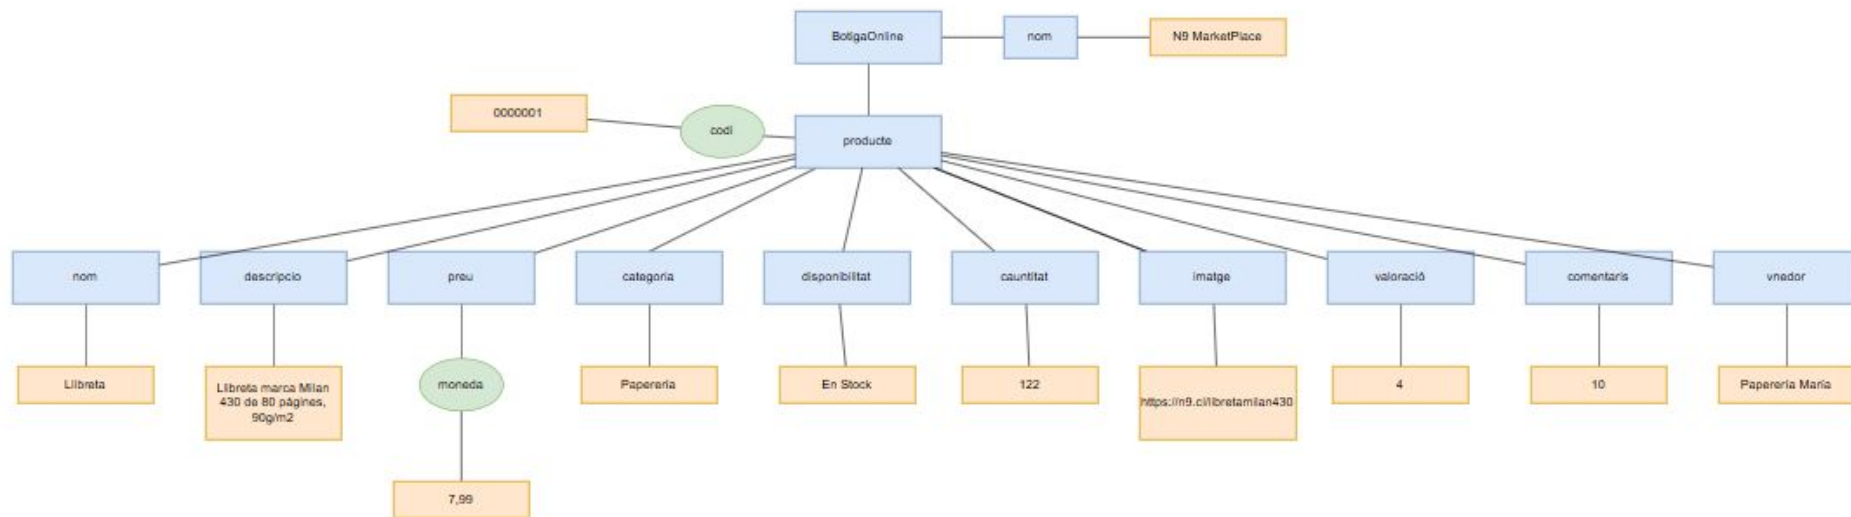 BotigaOnline
nom
N9 MarketPlace
0000001
codi
producte
nom
descripcio
preu
categoria
disponibilitat
cauntitat
imatge
valoració
comentaris
vnedor
Llibreta
Llibreta marca Milan
430 de 80 pàgines,
90g/m2
moneda
Papereria
En Stock
122
https://n9.cl/libretamilan430
4
10
Papereria Maria
7,99